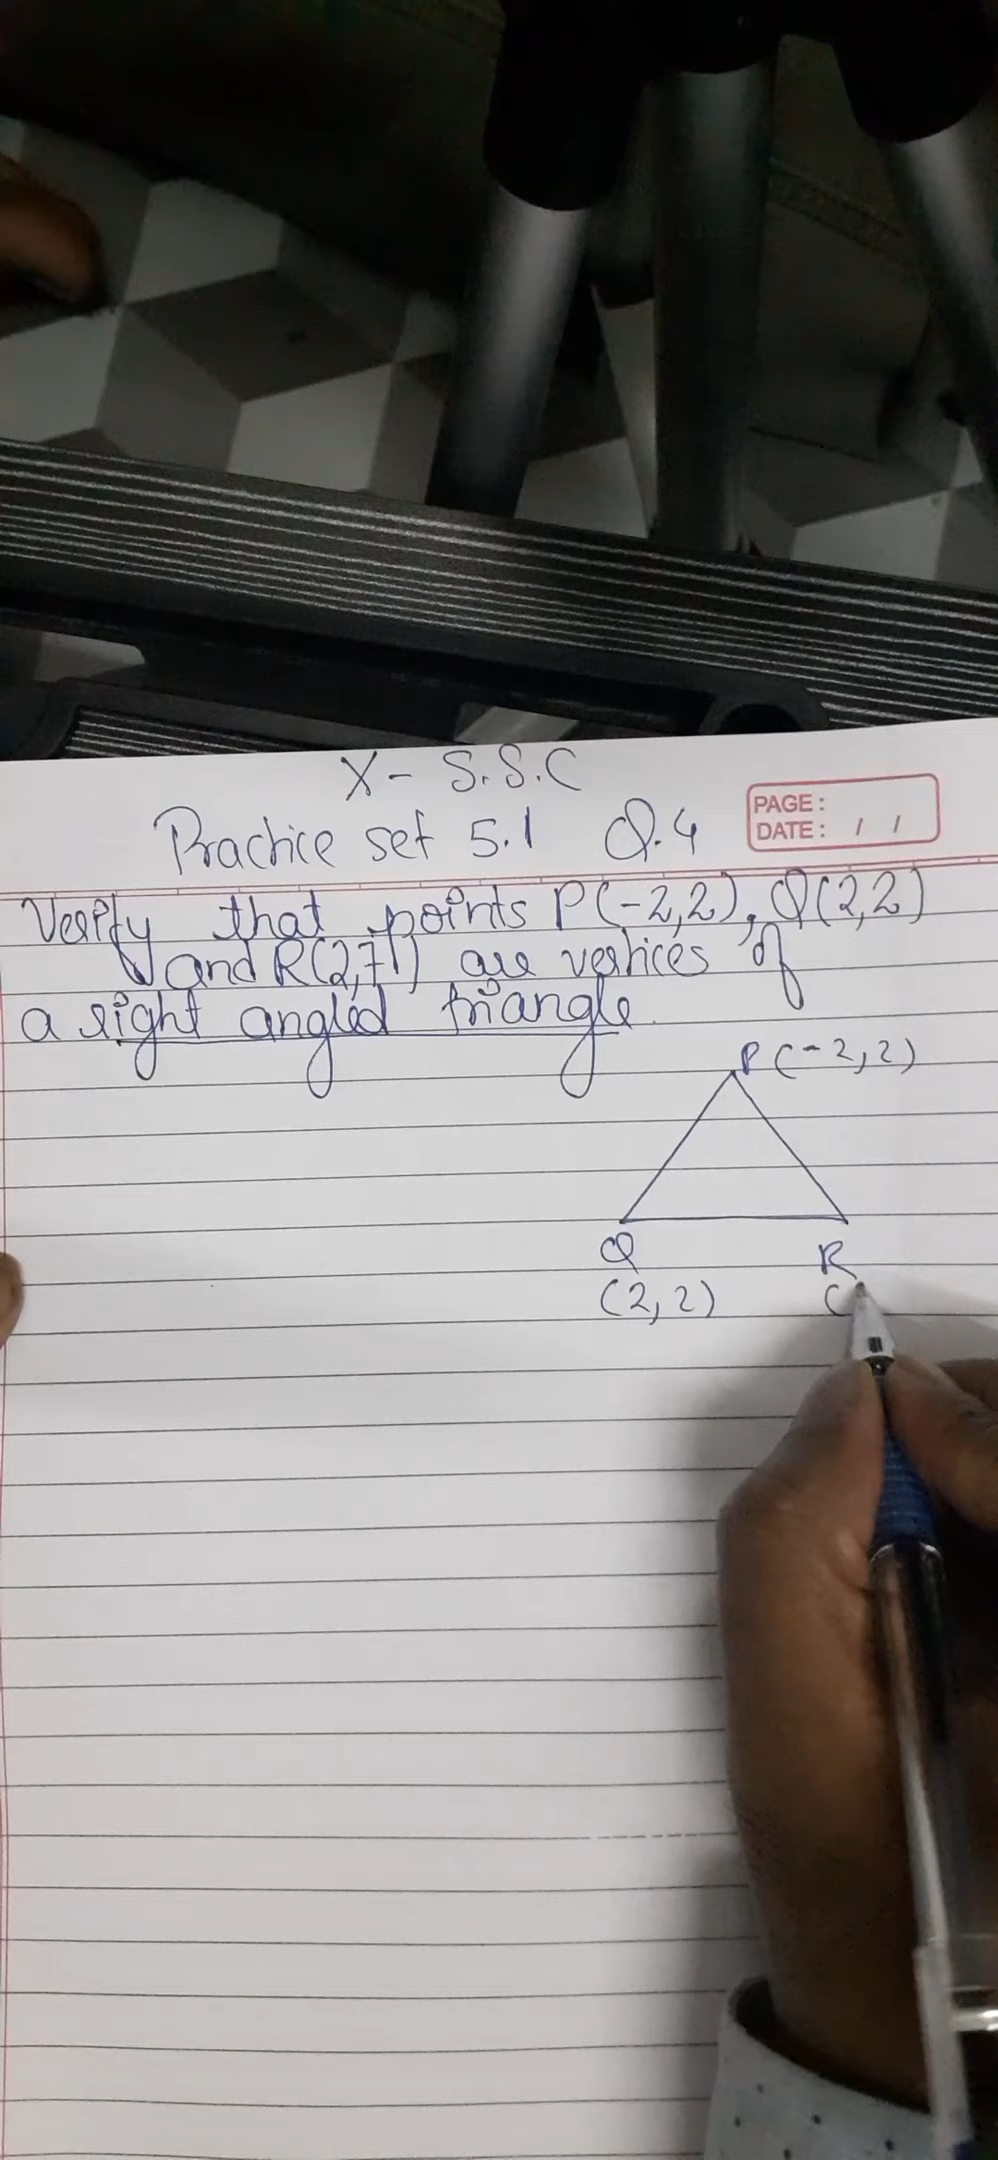 X - S.S.C
Practice set 5.1 Q.4
PAGE :
DATE : / /
Verify that points P(-2,2), Q(2,2)
and R(2,7) are vertices of
a right angled triangle.
P(-2,2)
Q R
(2,2) (